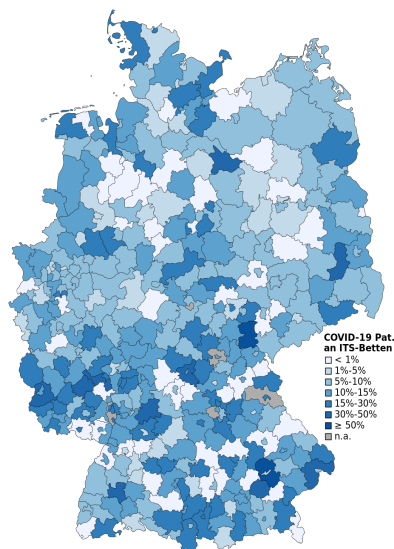 COVID-19 Pat.
an ITS-Betten
< 1%
1%-5%
5%-10%
10%-15%
15%-30%
30%-50%
≥ 50%
n.a.